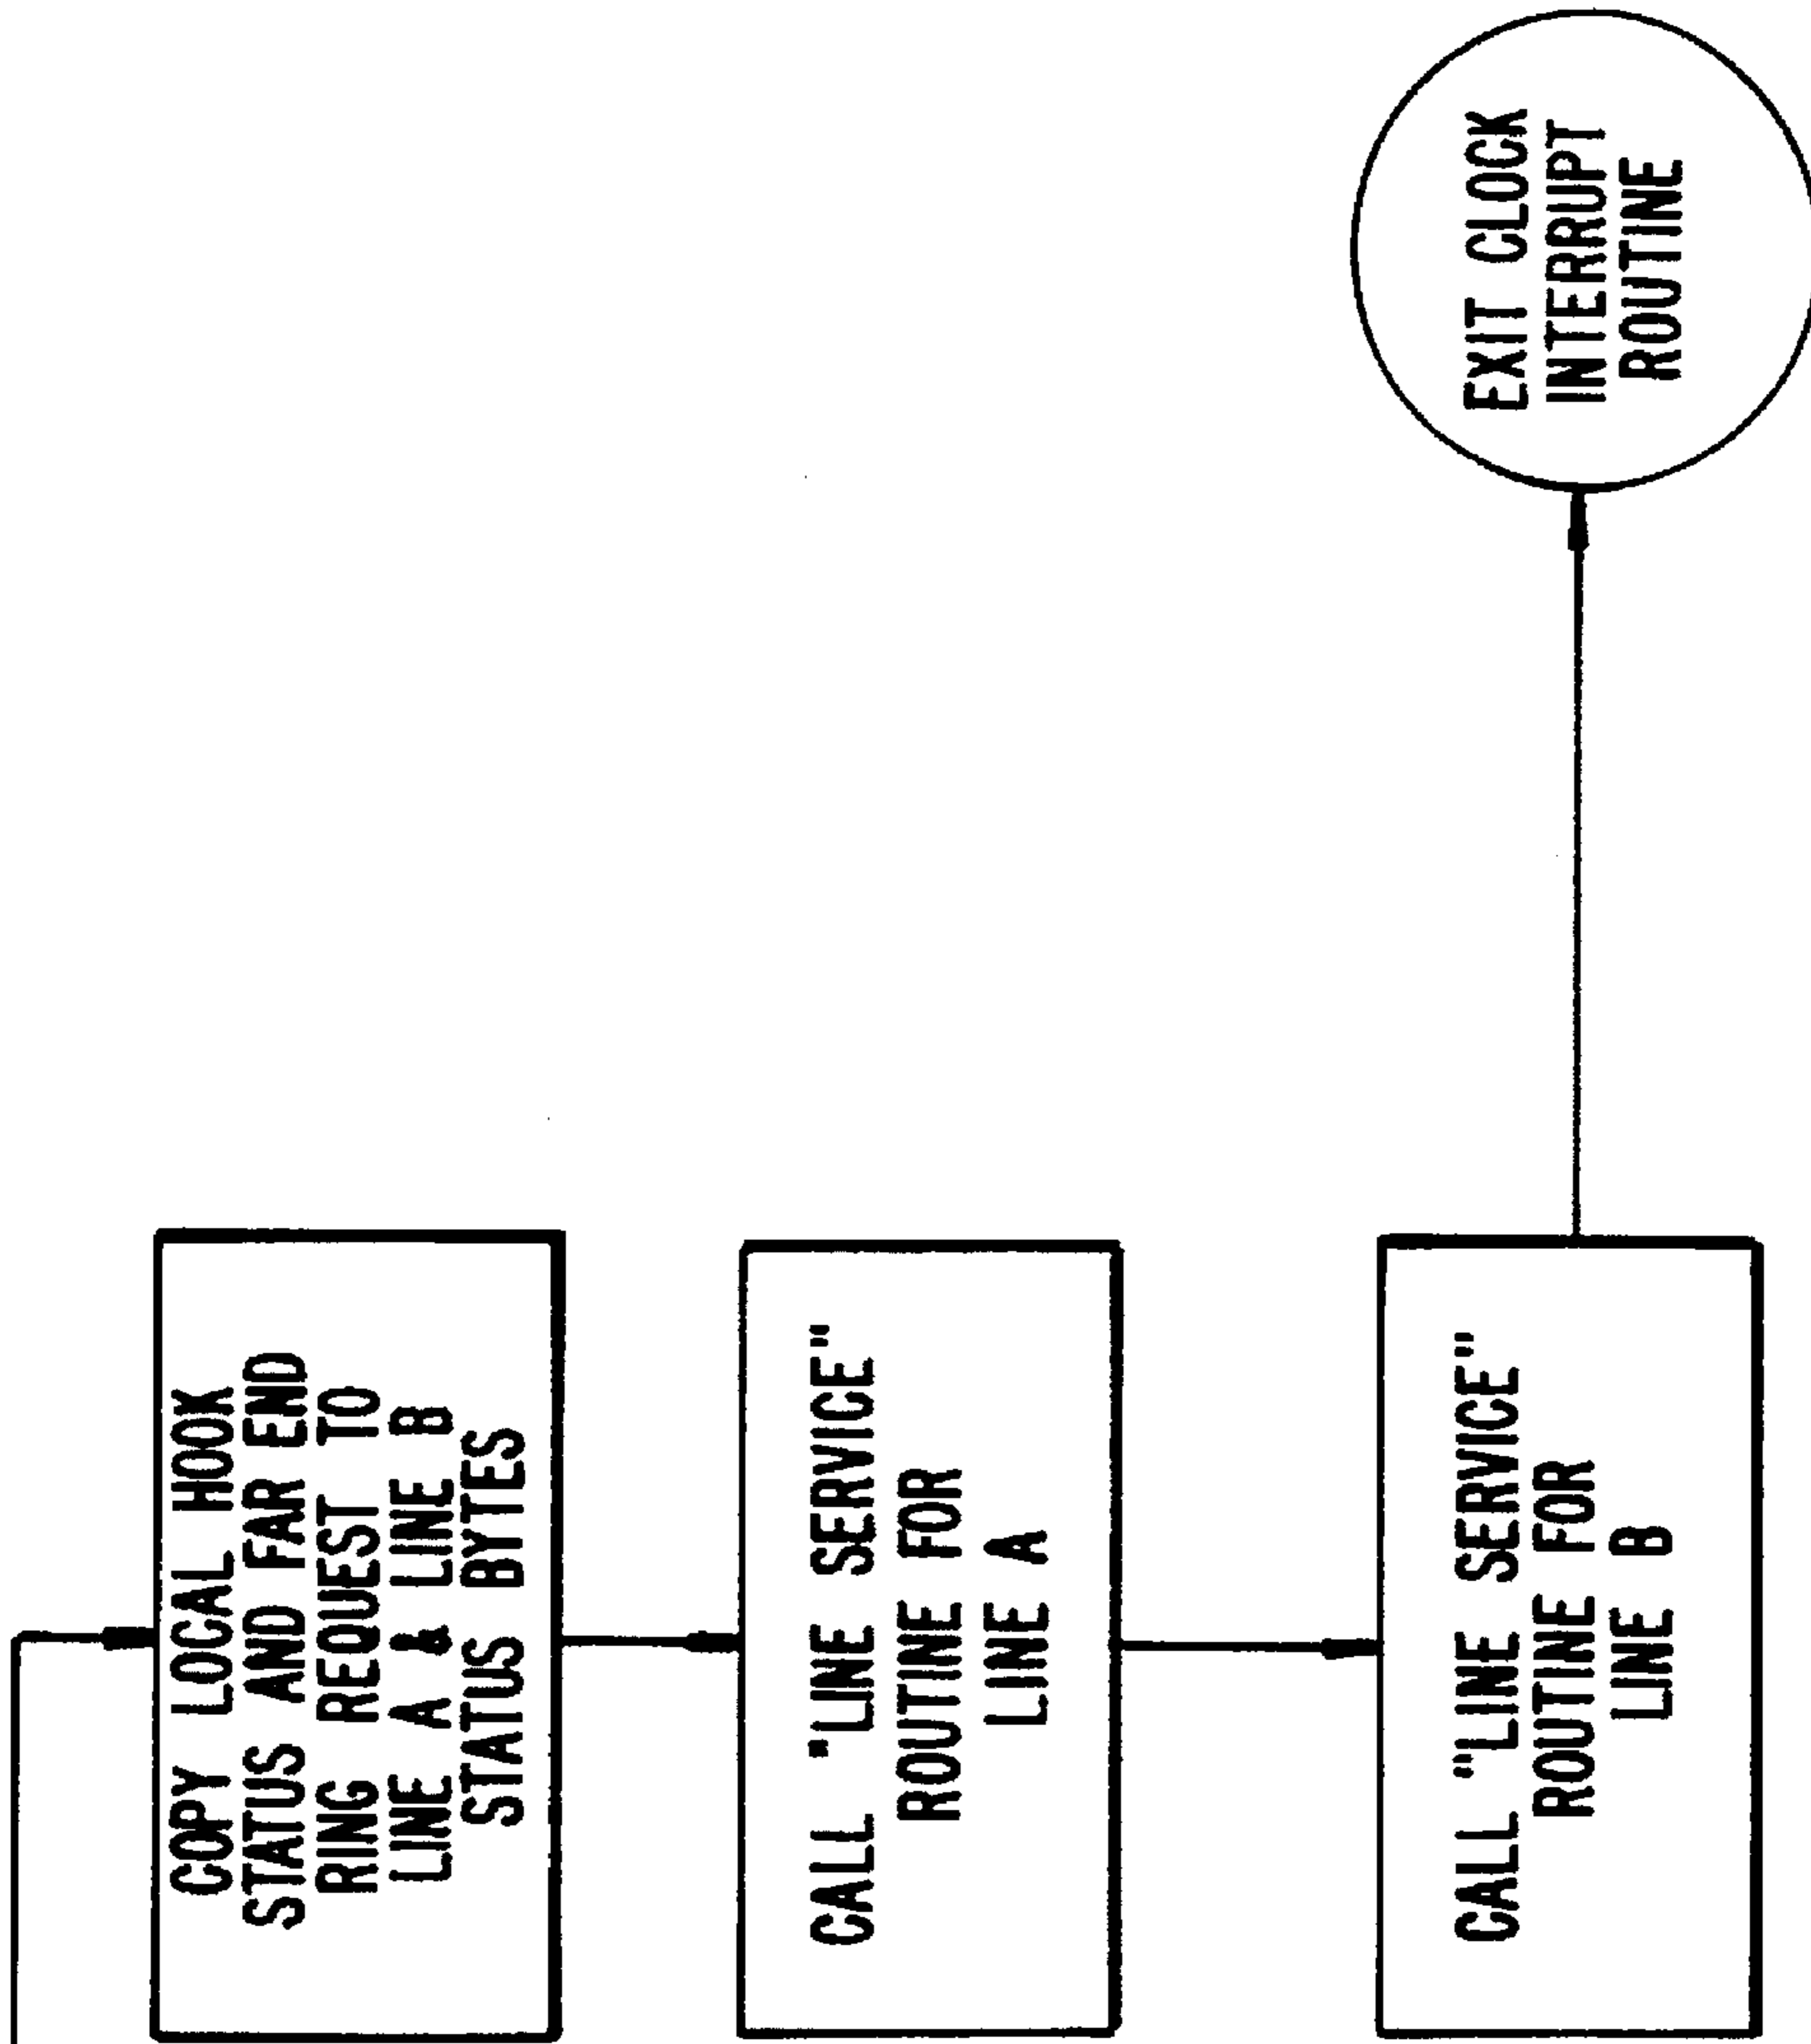 COPY LOCAL HOOK
STATUS AND FAR END
RING REQUEST TO
LINE A & LINE B
STATUS BYTES
CALL "LINE SERVICE"
ROUTINE FOR
LINE A
CALL "LINE SERVICE"
ROUTINE FOR
LINE B
EXIT CLOCK
INTERRUPT
ROUTINE